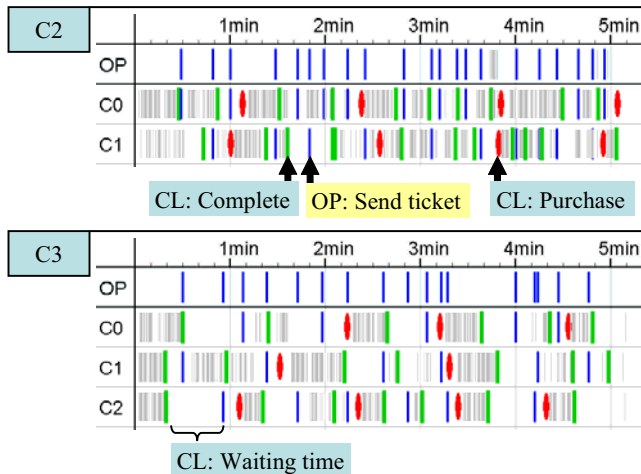 C2
1min 2min 3min 4min 5min
OP
C0
C1
CL: Complete OP: Send ticket CL: Purchase
C3
1min 2min 3min 4min 5min
OP
C0
C1
C2
CL: Waiting time